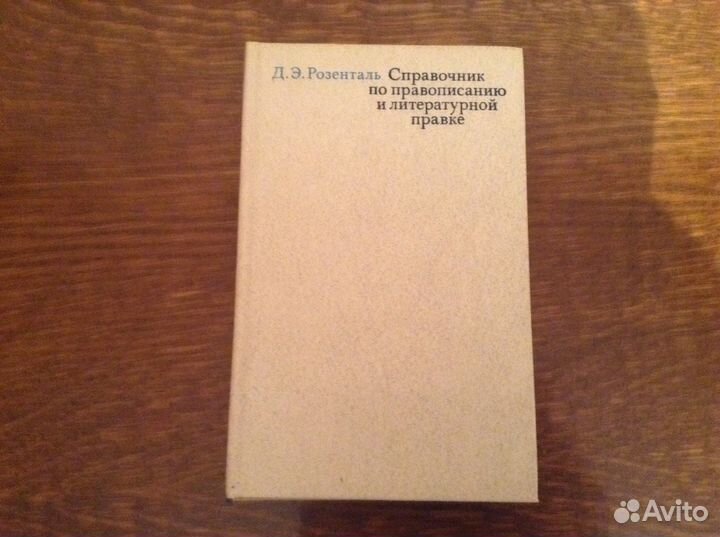 Д. Э. Розенталь Справочник
по правописанию
и литературной
правке
Avito